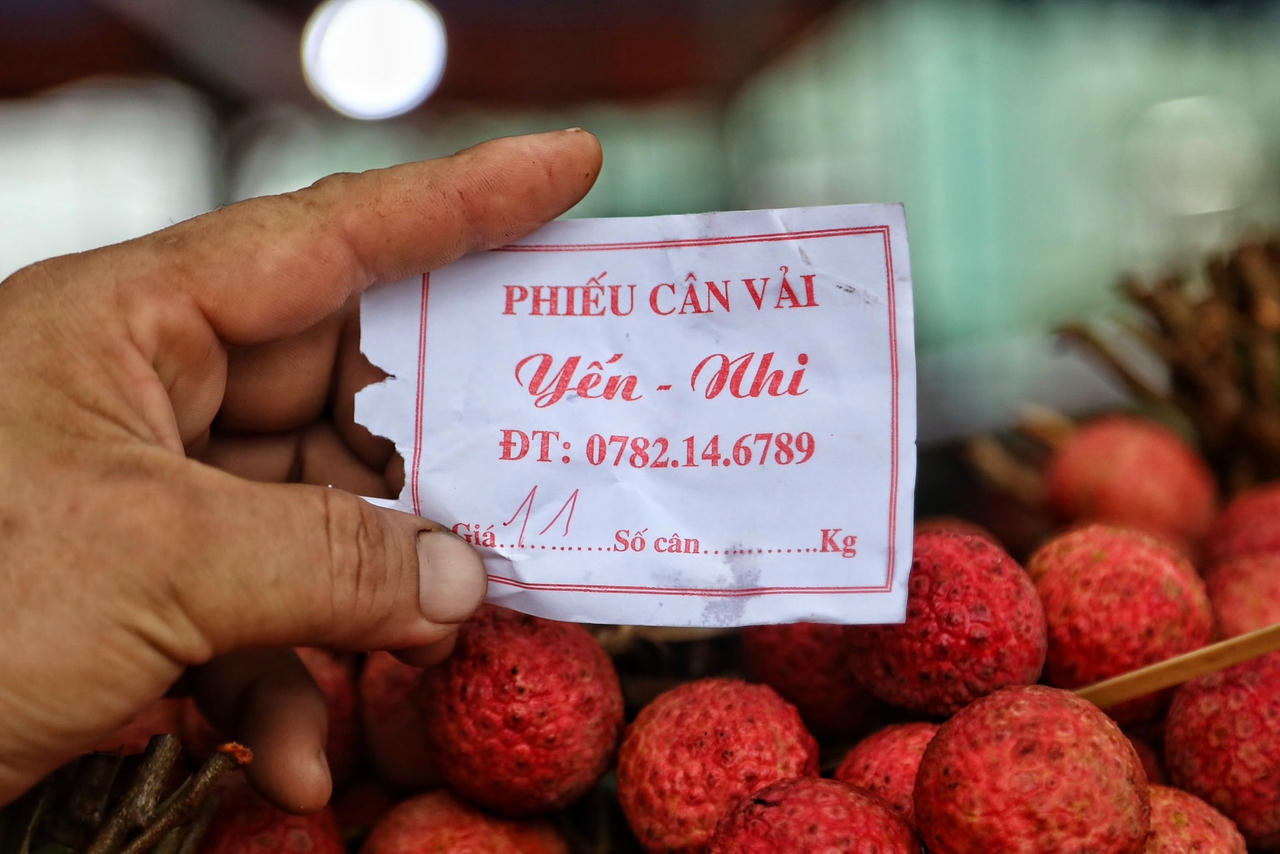 PHIẾU CÂN VẢI
Yến - Nhi
ĐT: 0782.14.6789
Giá..11..........Số cân..............Kg